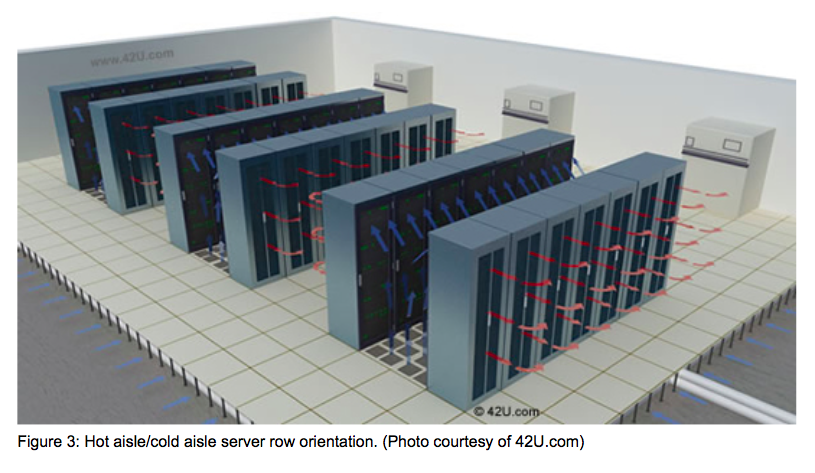 www.42U.com
© 42U.com
Figure 3: Hot aisle/cold aisle server row orientation. (Photo courtesy of 42U.com)